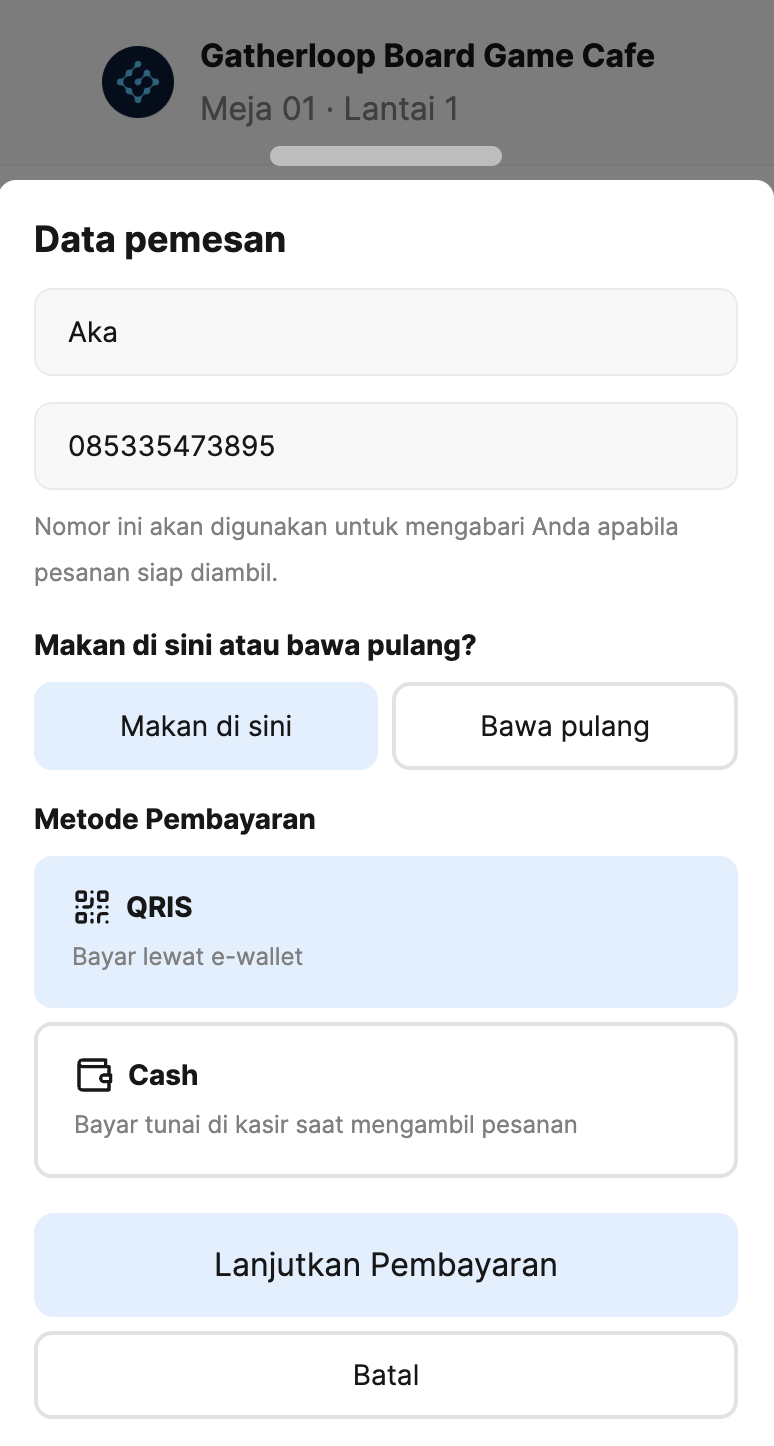 Gatherloop Board Game Cafe
Meja 01 · Lantai 1
Data pemesan
Aka
085335473895
Nomor ini akan digunakan untuk mengabari Anda apabila
pesanan siap diambil.
Makan di sini atau bawa pulang?
Makan di sini
Bawa pulang
Metode Pembayaran
QRIS
Bayar lewat e-wallet
Cash
Bayar tunai di kasir saat mengambil pesanan
Lanjutkan Pembayaran
Batal